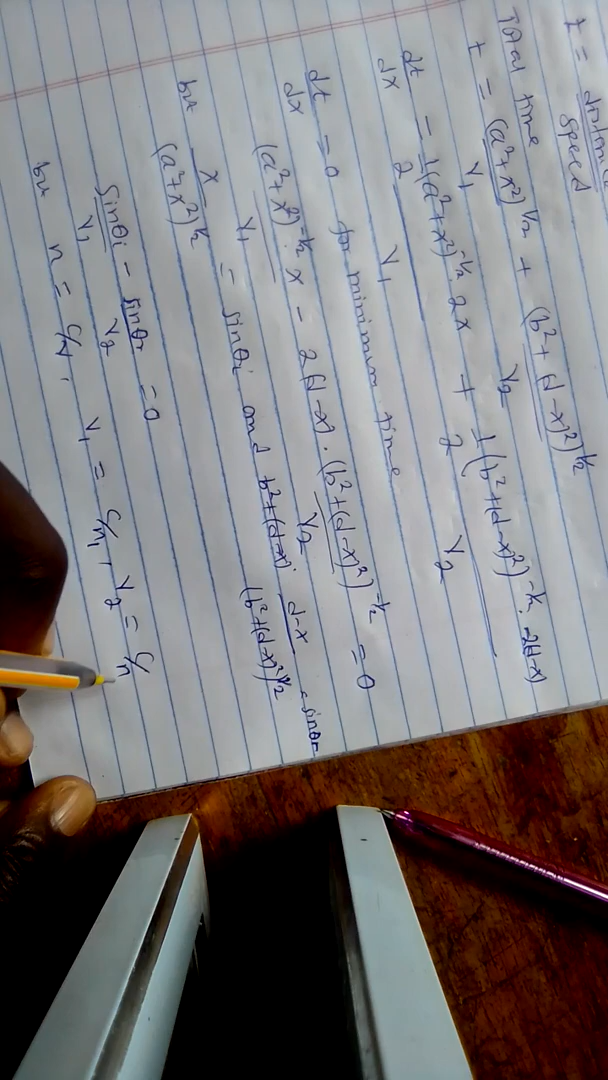 t = distance
speed
Total time
t = (a²+x²)^½ / v₁ + (b² + (d-x)²)^½ / v₂
dt/dx = ½(a²+x²)^-½ 2x / v₁ + ½(b²+(d-x)²)^-½ · -2(d-x) / v₂
dt/dx = 0 for minimum time
(a²+x²)^-½ x / v₁ - 2(d-x) · (b²+(d-x)²)^-½ / v₂ = 0
but x / (a²+x²)^½ = sinθi and b²+(d-x) d-x / (b²+(d-x)²)^½ = sinθr
sinθi / v₁ - sinθr / v₂ = 0
but n = c/v, v₁ = c/n₁, v₂ = c/n